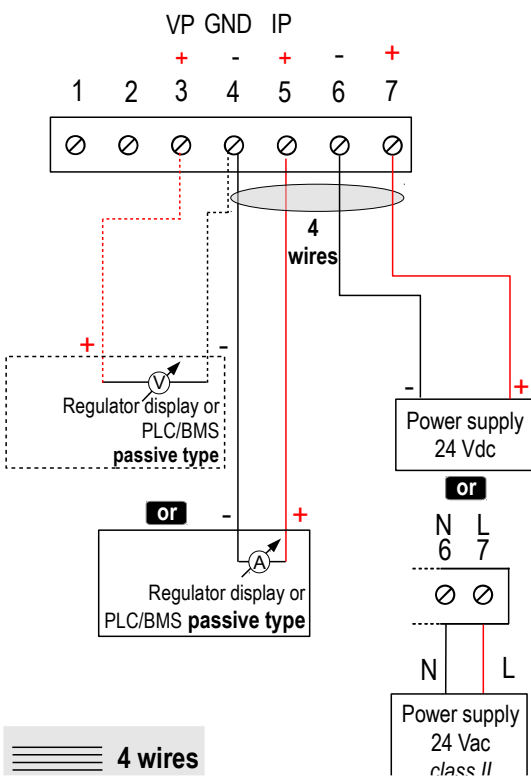 VP GND IP
+ - + - +
1 2 3 4 5 6 7
4
wires
+ -
V
Regulator display or
PLC/BMS
passive type
or
- +
A
Regulator display or
PLC/BMS passive type
- +
Power supply
24 Vdc
or
N L
6 7
N L
Power supply
24 Vac
class II
4 wires